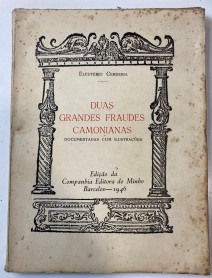 ELEUTÉRIO CERDEIRA
DUAS
GRANDES FRAUDES
CAMONIANAS
DOCUMENTADAS COM ILUSTRAÇÕES
Edição da
Companhia Editora do Minho
Barcelos—1946